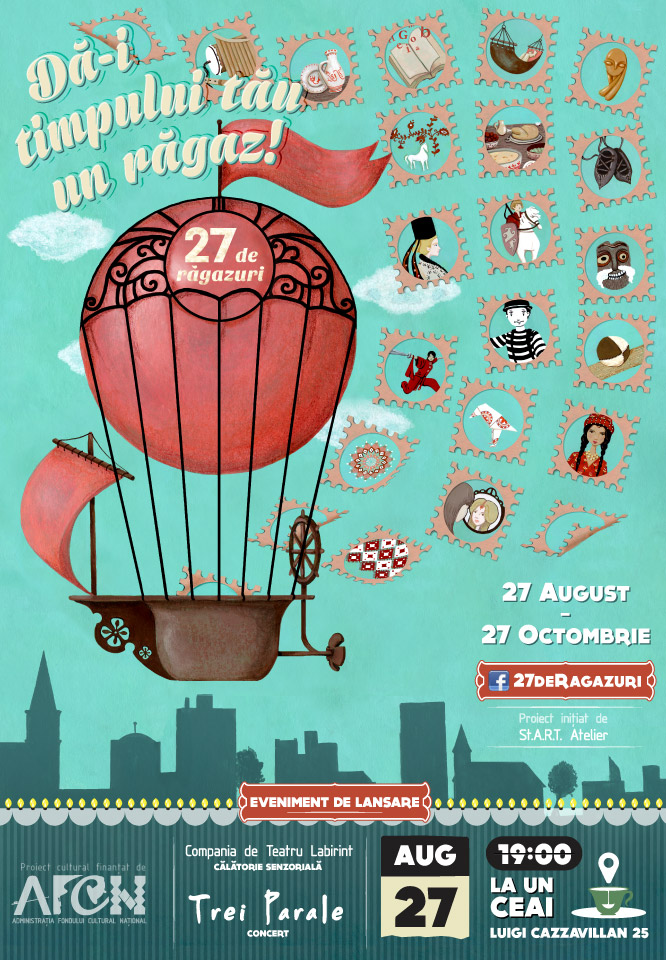 Dă-i
timpului tău
un răgaz!
27 de
răgazuri
27 August
–
27 Octombrie
27deRagazuri
Proiect inițiat de
St.A.R.T. Atelier
Eveniment de lansare
Proiect cultural finanțat de
AFCN
ADMINISTRAȚIA FONDULUI CULTURAL NAȚIONAL
Compania de Teatru Labirint
CĂLĂTORIE SENZORIALĂ
Trei Parale
CONCERT
AUG
27
19:00
LA UN
CEAI
LUIGI CAZZAVILLAN 25